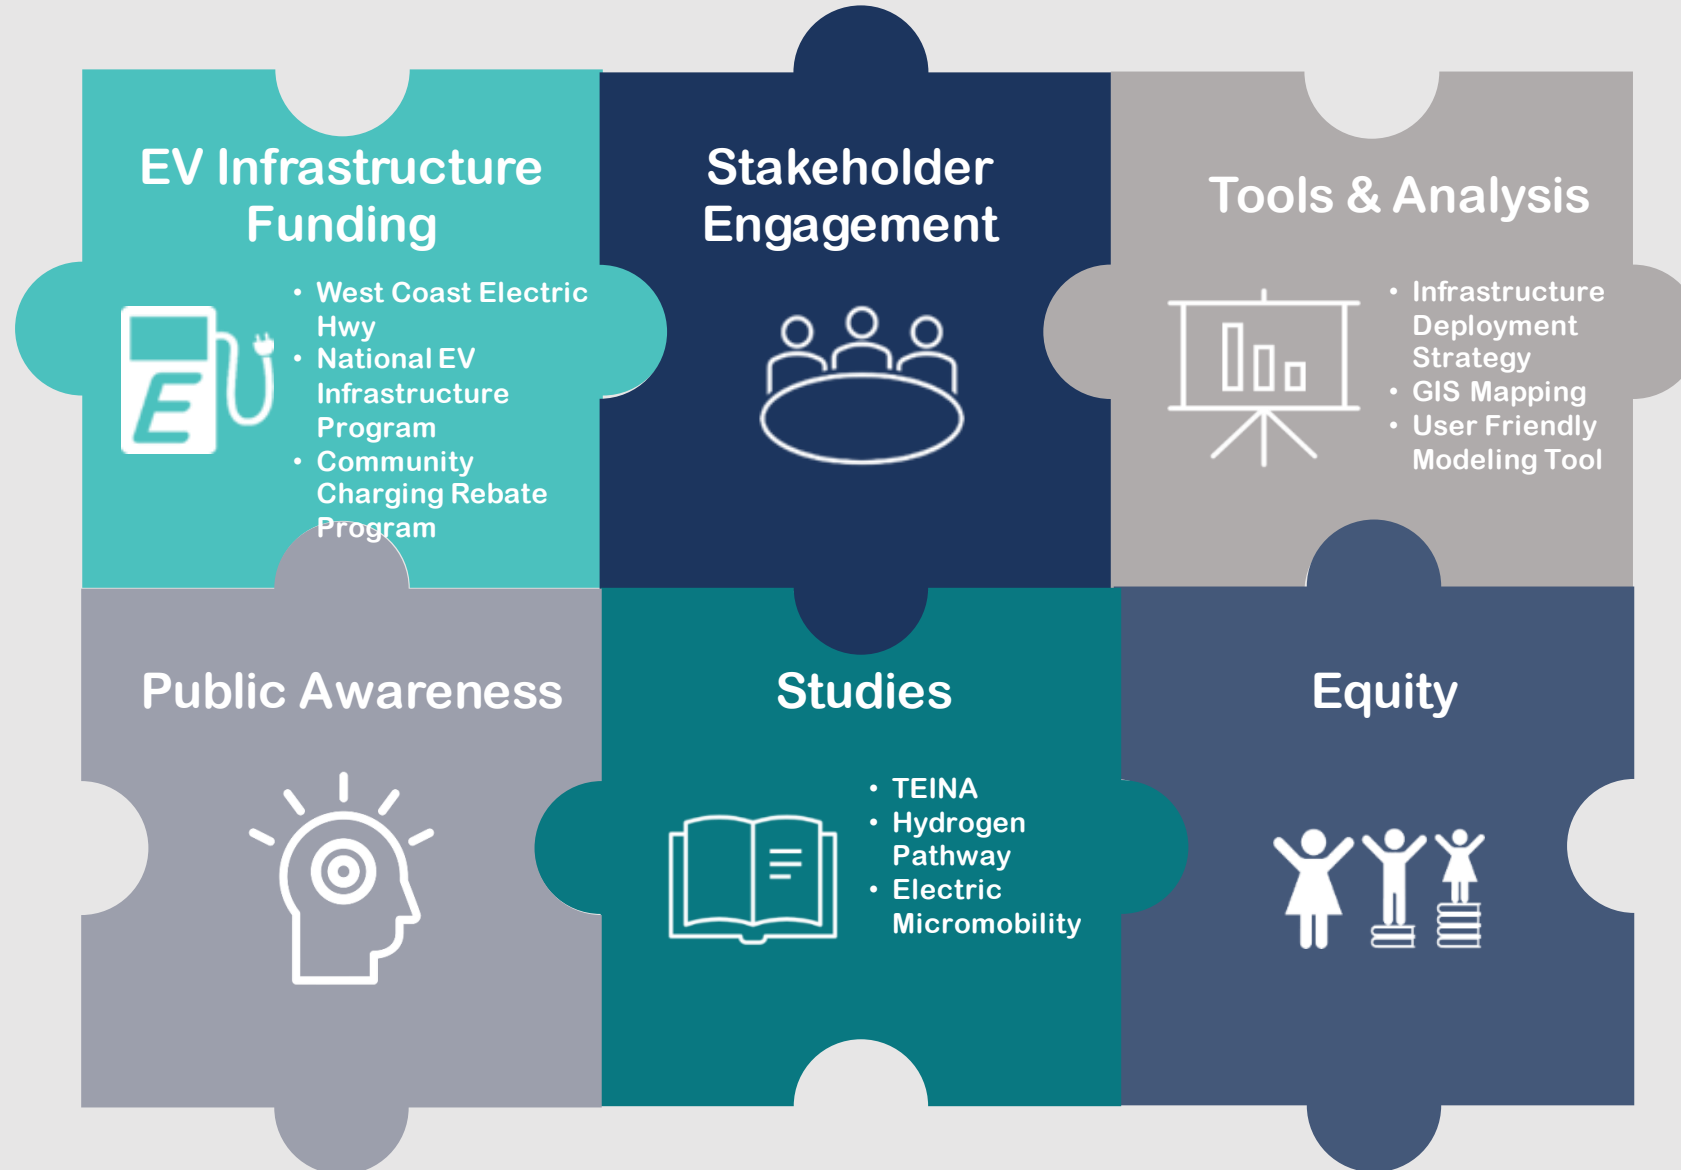 EV Infrastructure
Funding
• West Coast Electric
Hwy
• National EV
Infrastructure
Program
• Community
Charging Rebate
Program
E
Stakeholder
Engagement
Tools & Analysis
• Infrastructure
Deployment
Strategy
• GIS Mapping
• User Friendly
Modeling Tool
Public Awareness
Studies
• TEINA
• Hydrogen
Pathway
• Electric
Micromobility
Equity